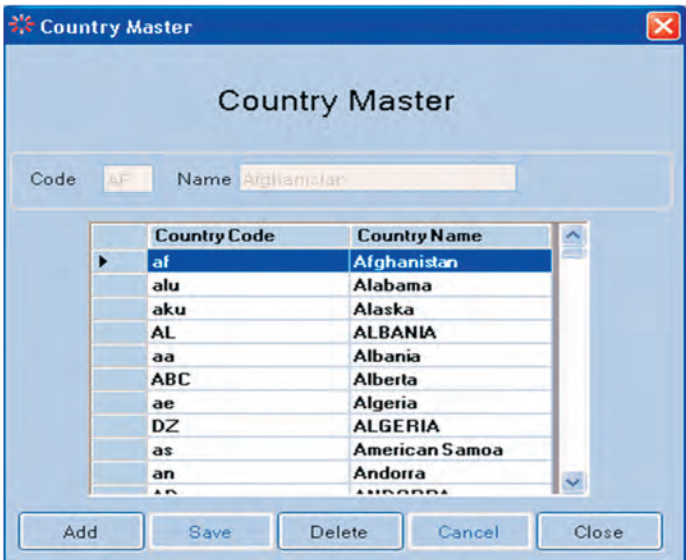 Country Master
Country Master
Code AF Name Afghanistan
Country Code Country Name
af Afghanistan
alu Alabama
aku Alaska
AL ALBANIA
aa Albania
ABC Alberta
ae Algeria
DZ ALGERIA
as American Samoa
an Andorra
Add Save Delete Cancel Close